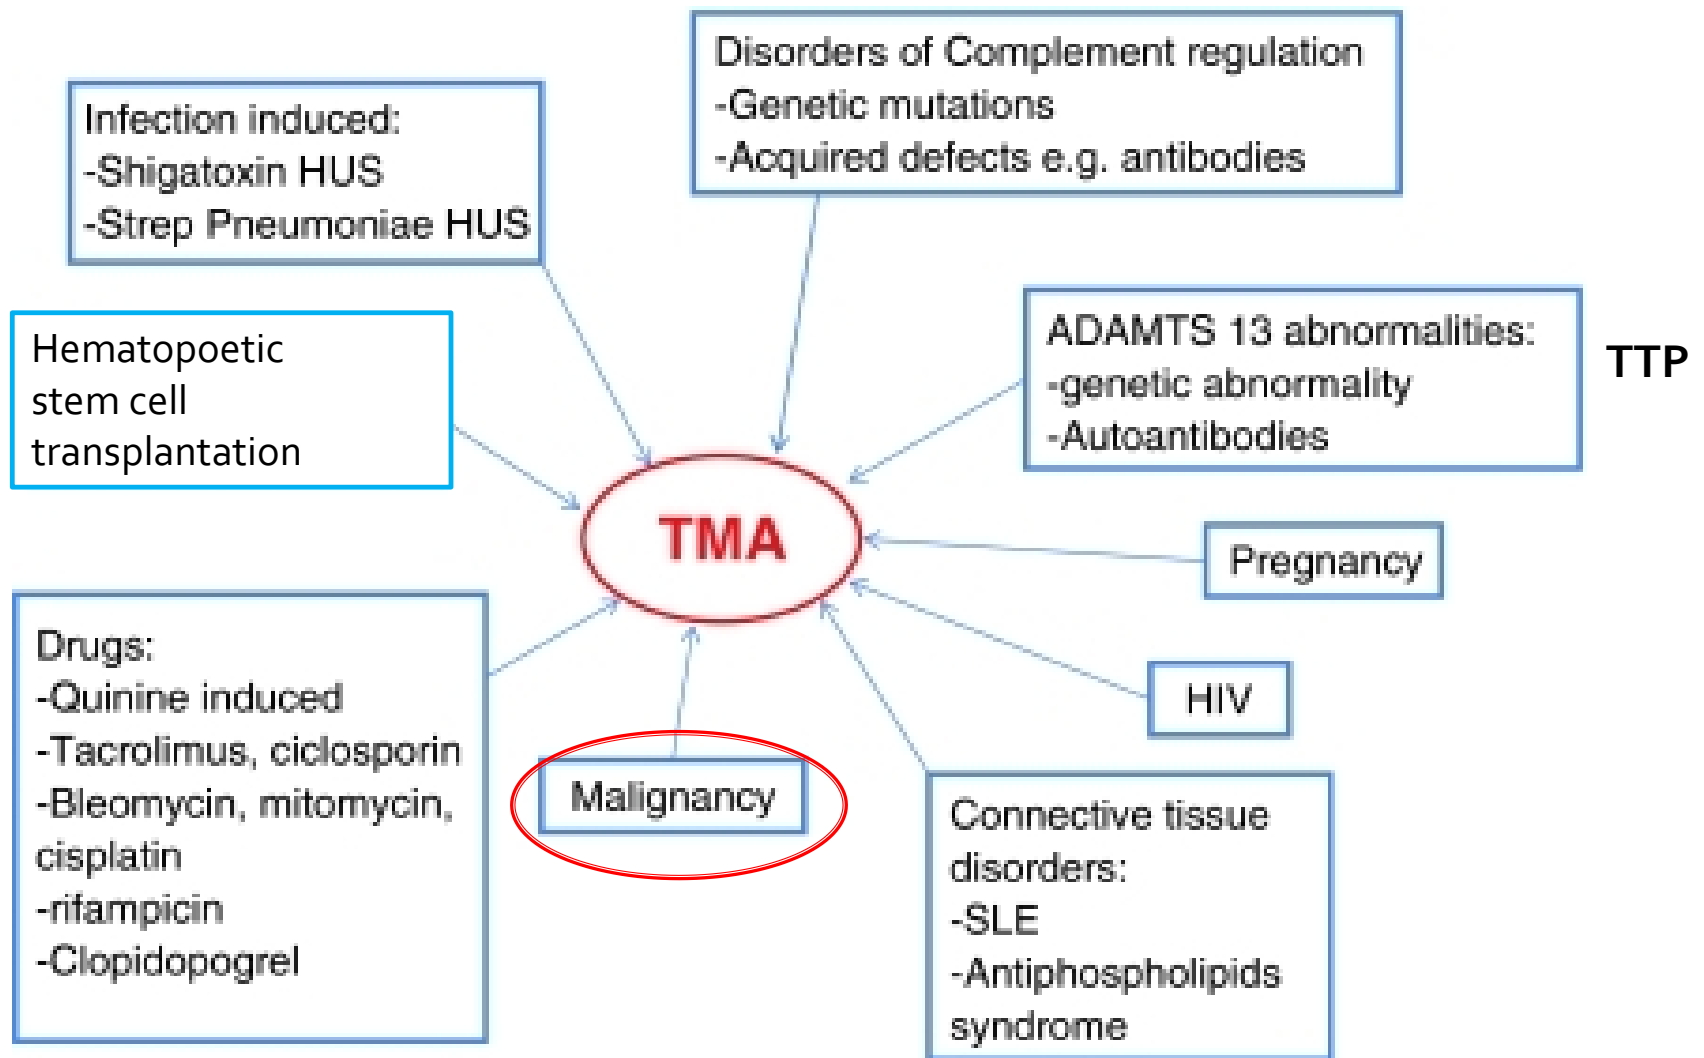 Disorders of Complement regulation
-Genetic mutations
-Acquired defects e.g. antibodies
Infection induced:
-Shigatoxin HUS
-Strep Pneumoniae HUS
Hematopoetic
stem cell
transplantation
ADAMTS 13 abnormalities:
-genetic abnormality
-Autoantibodies
TTP
TMA
Pregnancy
HIV
Drugs:
-Quinine induced
-Tacrolimus, ciclosporin
-Bleomycin, mitomycin,
cisplatin
-rifampicin
-Clopidopogrel
Malignancy
Connective tissue
disorders:
-SLE
-Antiphospholipids
syndrome